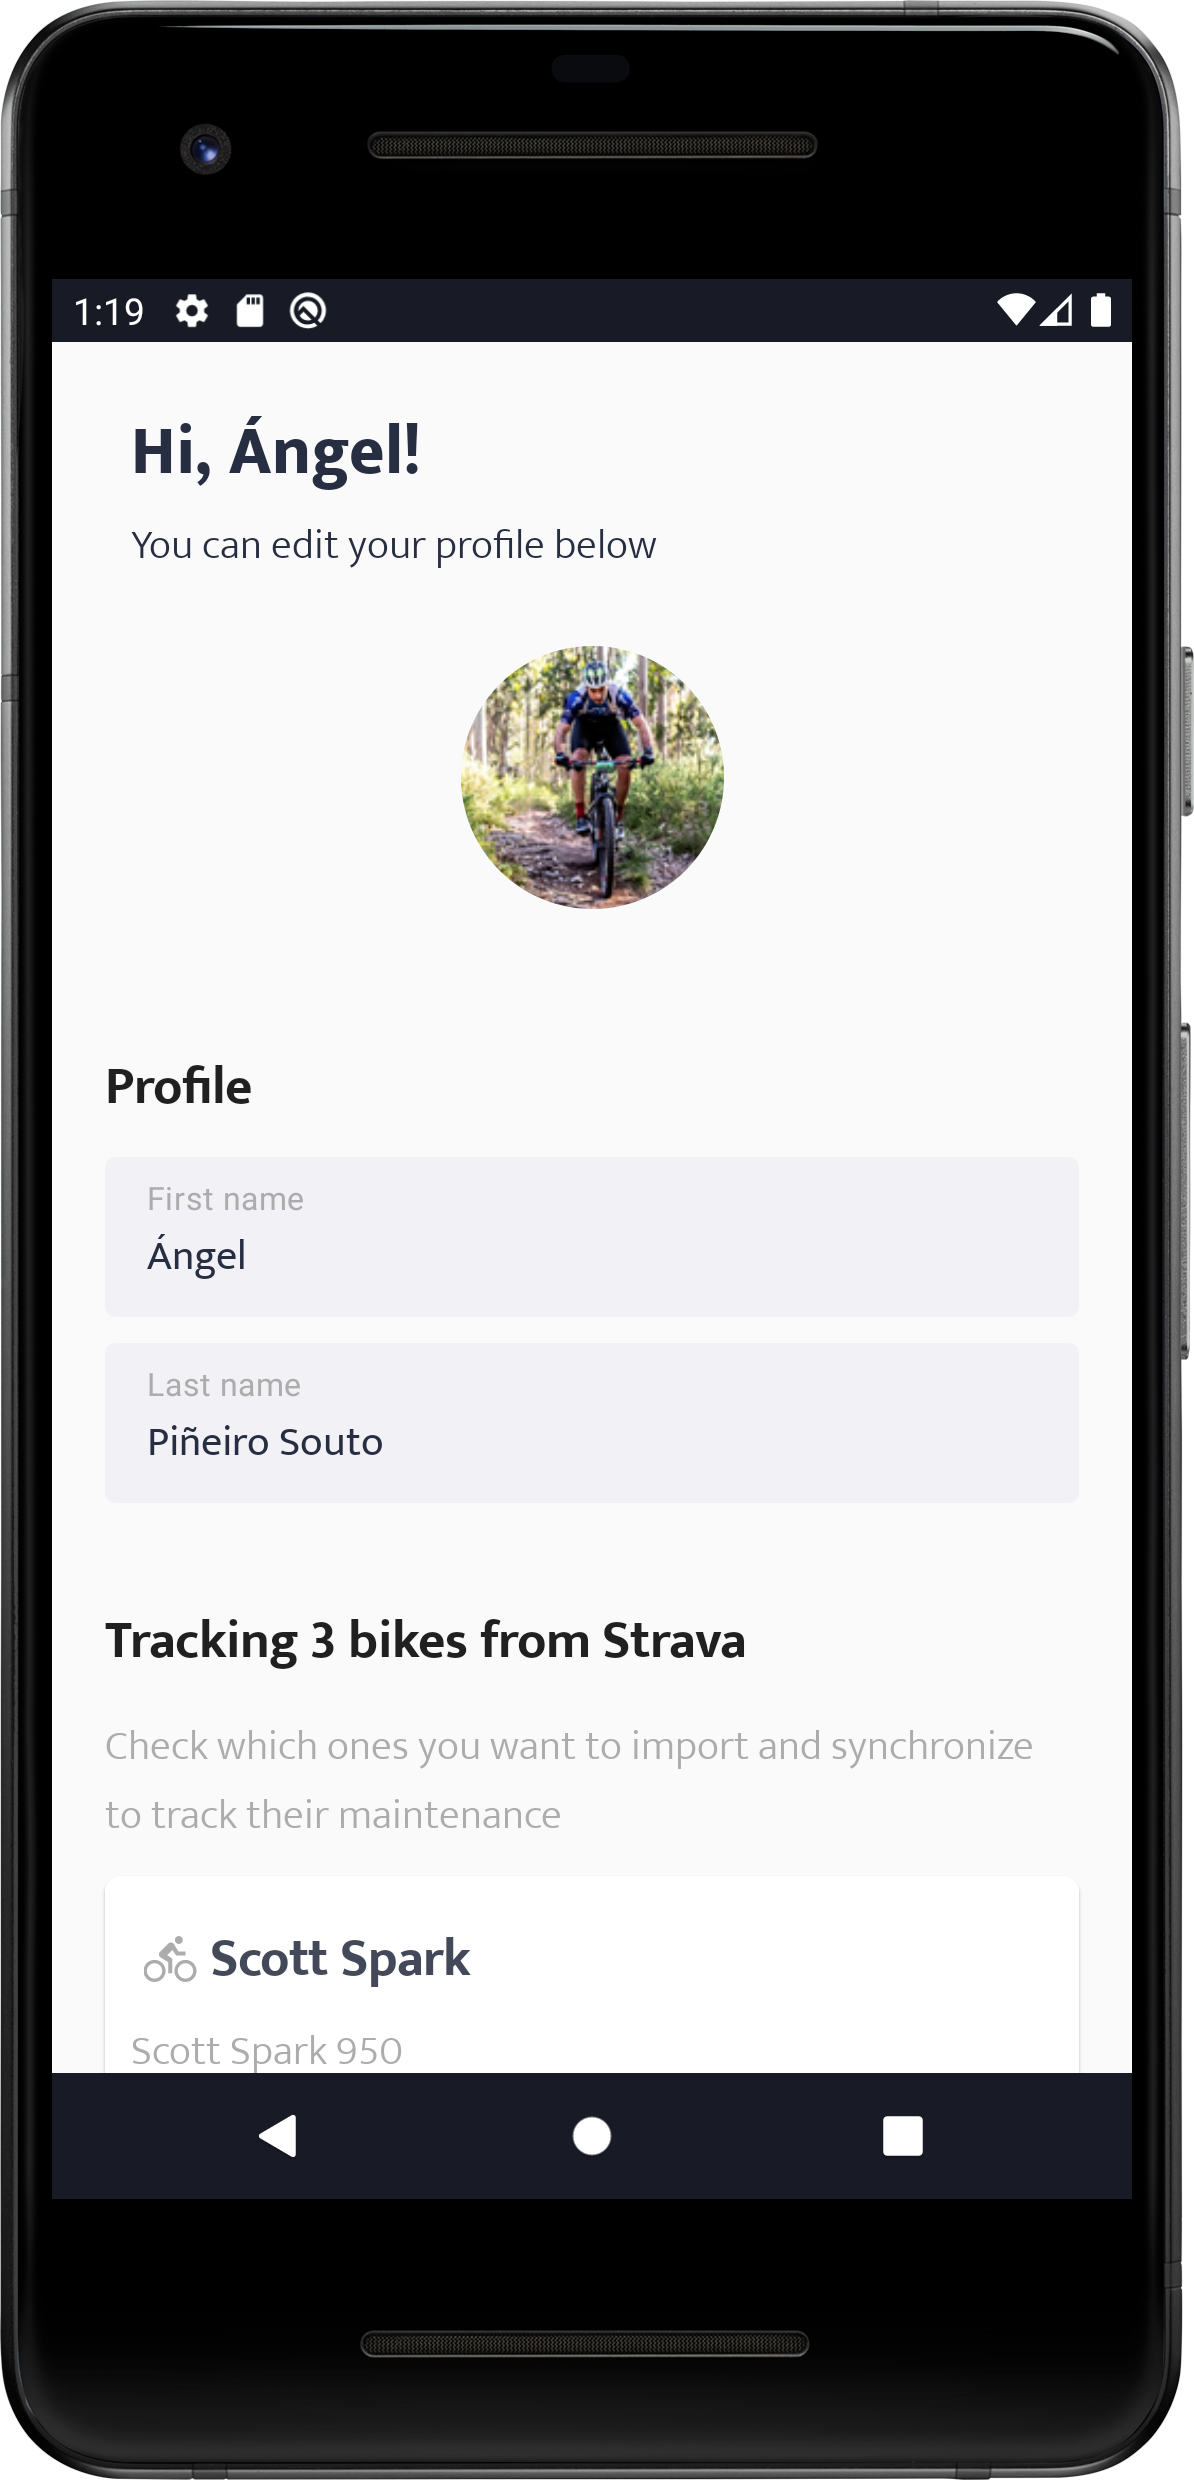 1:19
Hi, Ángel!
You can edit your profile below
Profile
First name
Ángel
Last name
Piñeiro Souto
Tracking 3 bikes from Strava
Check which ones you want to import and synchronize
to track their maintenance
Scott Spark
Scott Spark 950